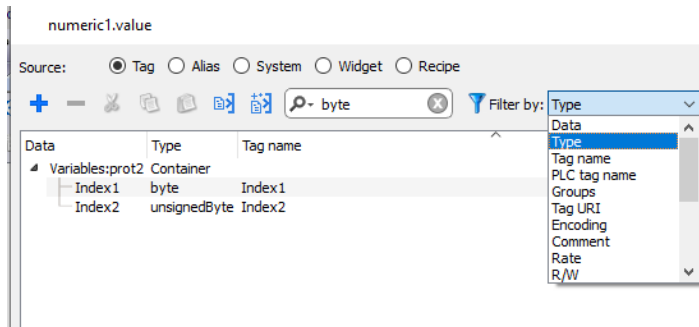 numeric1.value
Source: Tag Alias System Widget Recipe
byte Filter by: Type
Data Type Tag name
Variables:prot2 Container
Index1 byte Index1
Index2 unsignedByte Index2
Data
Type
Tag name
PLC tag name
Groups
Tag URI
Encoding
Comment
Rate
R/W